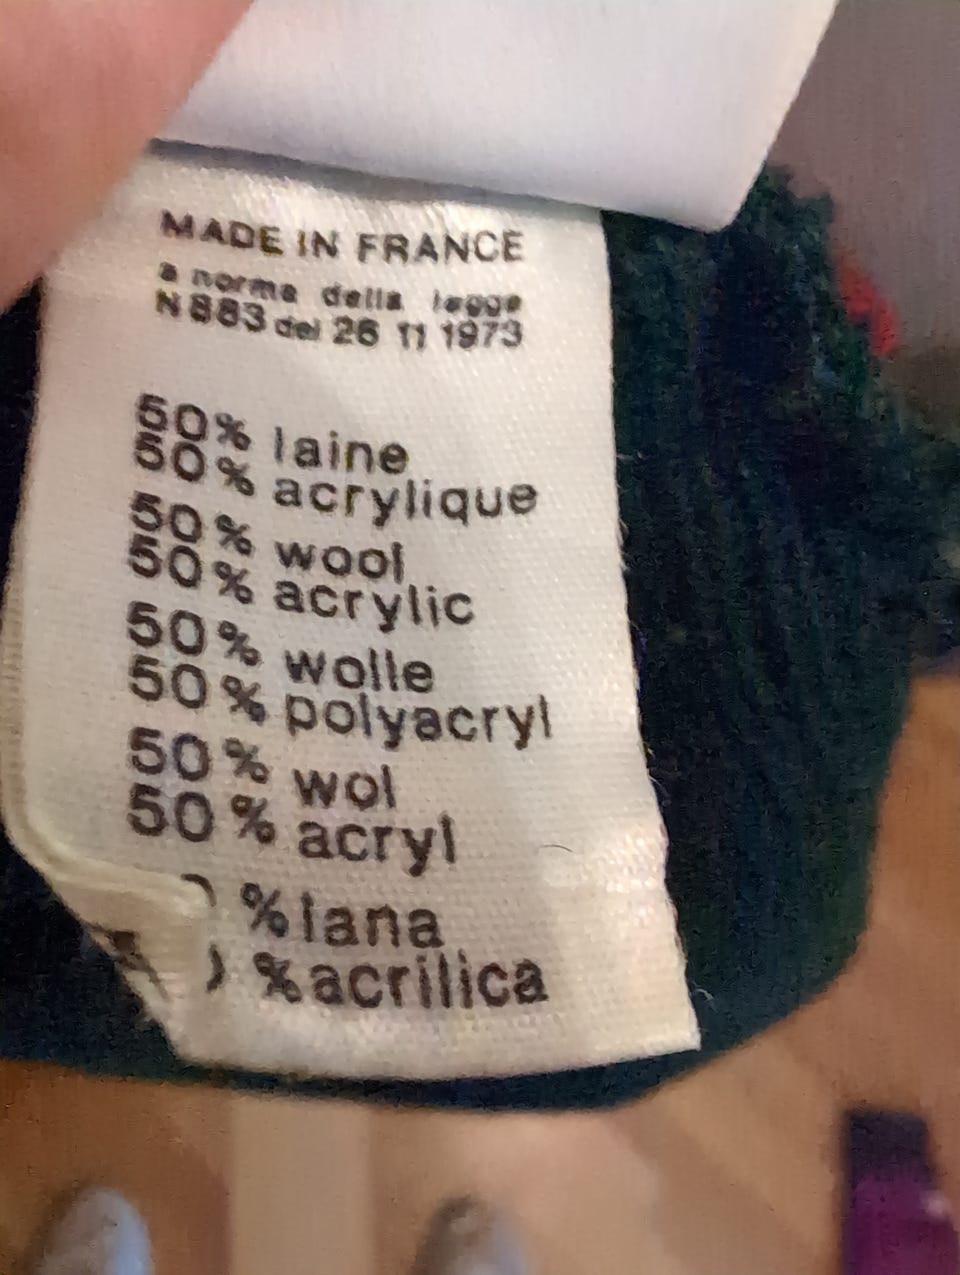 MADE IN FRANCE
a norma della legge
N 883 del 26 11 1973
50% laine
50% acrylique
50% wool
50% acrylic
50% wolle
50% polyacryl
50% wol
50% acryl
% lana
% acrilica